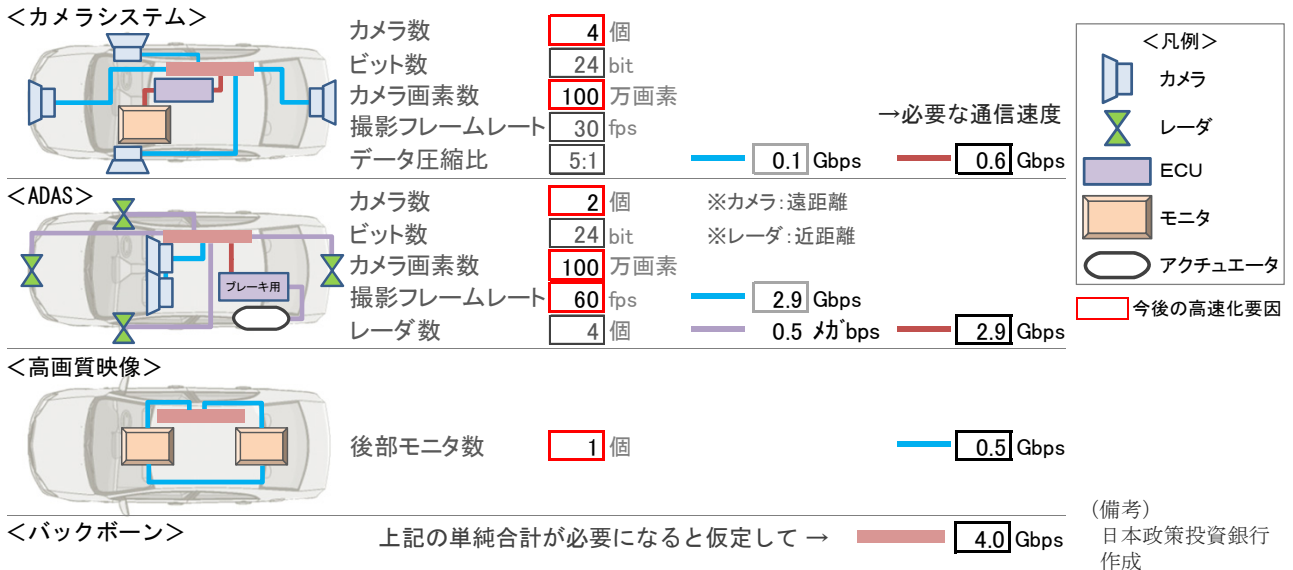 <カメラシステム>
カメラ数 4 個
ビット数 24 bit
カメラ画素数 100 万画素
撮影フレームレート 30 fps
→必要な通信速度
データ圧縮比 5:1 0.1 Gbps 0.6 Gbps
<ADAS>
カメラ数 2 個 ※カメラ:遠距離
ビット数 24 bit ※レーダ:近距離
カメラ画素数 100 万画素
ブレーキ用
撮影フレームレート 60 fps 2.9 Gbps
レーダ数 4 個 0.5 メガbps 2.9 Gbps
<高画質映像>
後部モニタ数 1 個 0.5 Gbps
<バックボーン> 上記の単純合計が必要になると仮定して → 4.0 Gbps
<凡例>
カメラ
レーダ
ECU
モニタ
アクチュエータ
今後の高速化要因
(備考)
日本政策投資銀行
作成